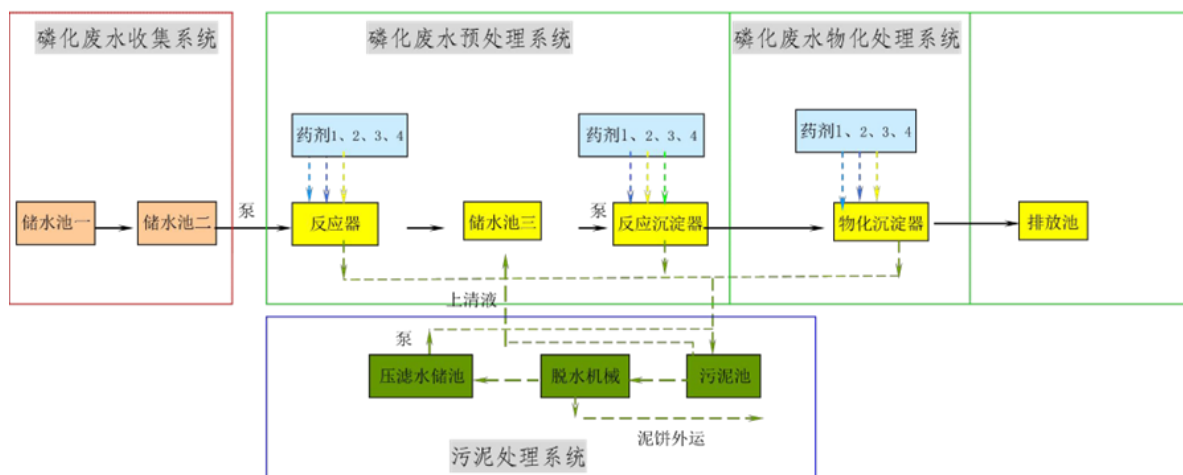 磷化废水收集系统
磷化废水预处理系统
磷化废水物化处理系统
药剂1、2、3、4
药剂1、2、3、4
药剂1、2、3、4
储水池一
储水池二
泵
反应器
储水池三
泵
反应沉淀器
物化沉淀器
排放池
上清液
泵
压滤水储池
脱水机械
污泥池
泥饼外运
污泥处理系统